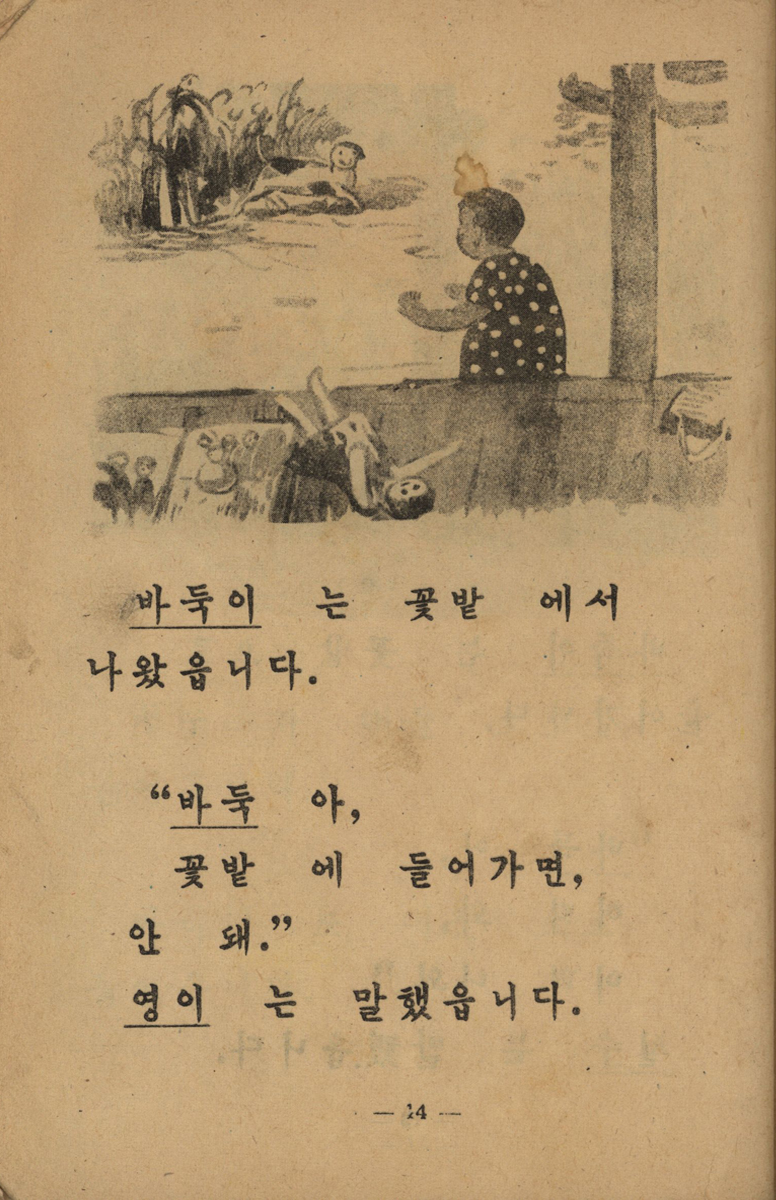 바둑이 는 꽃밭 에서
나왔읍니다.
“바둑 아,
꽃밭 에 들어가면,
안 돼.”
영이 는 말했읍니다.
— 14 —